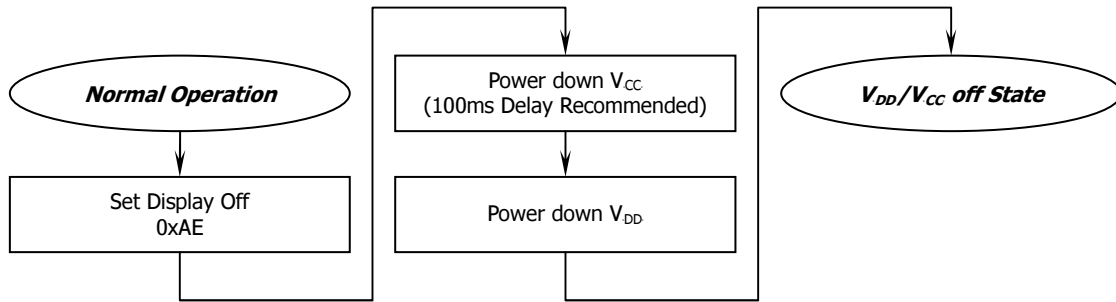 Normal Operation
Set Display Off
0xAE
Power down VCC
(100ms Delay Recommended)
Power down VDD
VDD/VCC off State